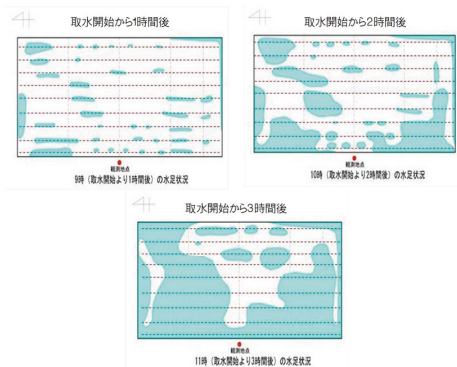 取水開始から1時間後
観測地点
9時（取水開始より1時間後）の水足状況
取水開始から2時間後
観測地点
10時（取水開始より2時間後）の水足状況
取水開始から3時間後
観測地点
11時（取水開始より3時間後）の水足状況